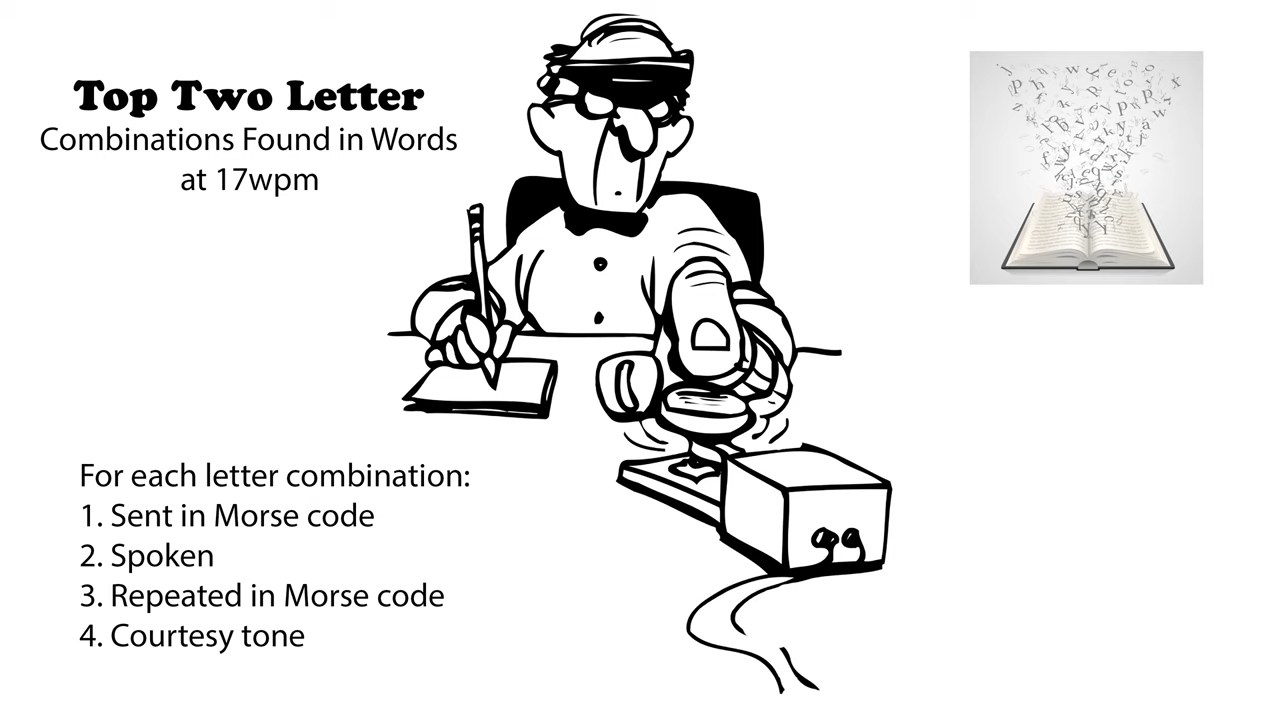 Top Two Letter
Combinations Found in Words
at 17wpm
For each letter combination:
1. Sent in Morse code
2. Spoken
3. Repeated in Morse code
4. Courtesy tone